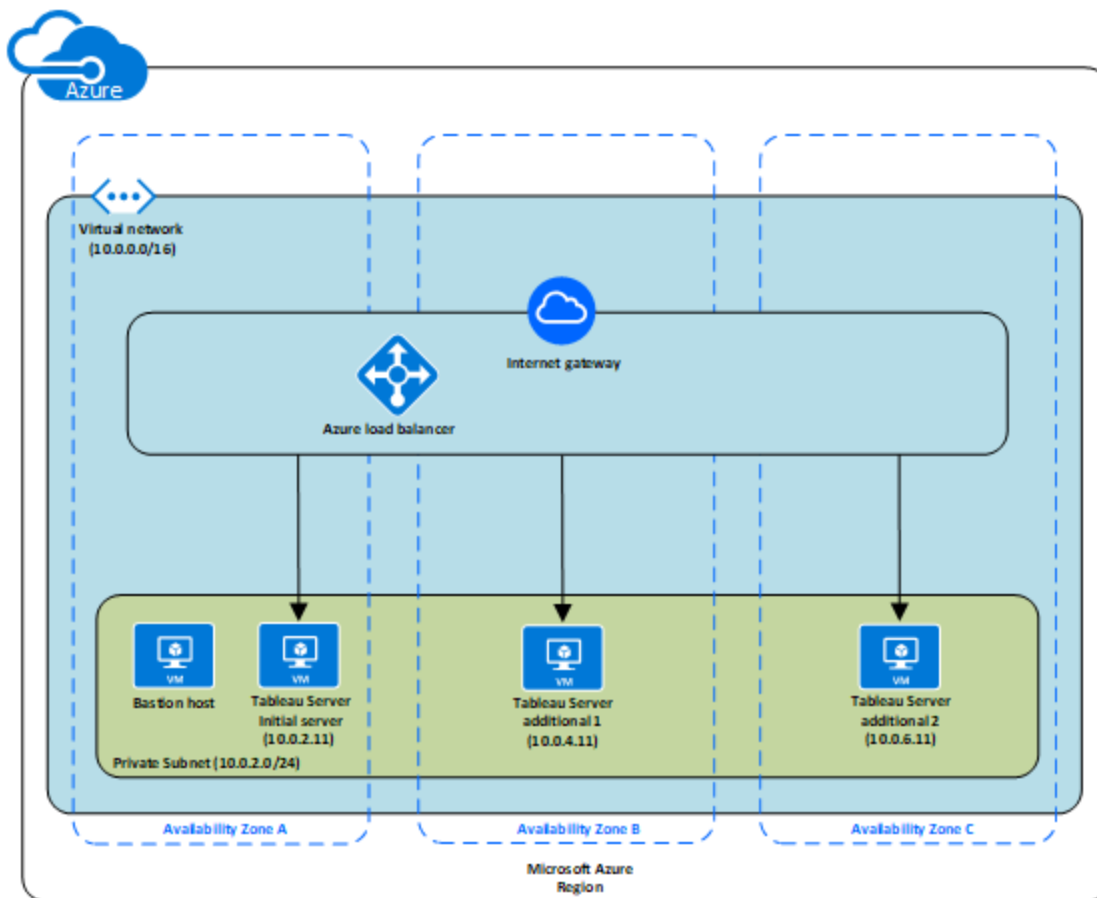 Azure
Virtual network
(10.0.0.0/16)
Internet gateway
Azure load balancer
VM
Bastion host
VM
Tableau Server
Initial server
(10.0.2.11)
VM
Tableau Server
additional 1
(10.0.4.11)
VM
Tableau Server
additional 2
(10.0.6.11)
Private Subnet (10.0.2.0/24)
Availability Zone A
Availability Zone B
Availability Zone C
Microsoft Azure
Region